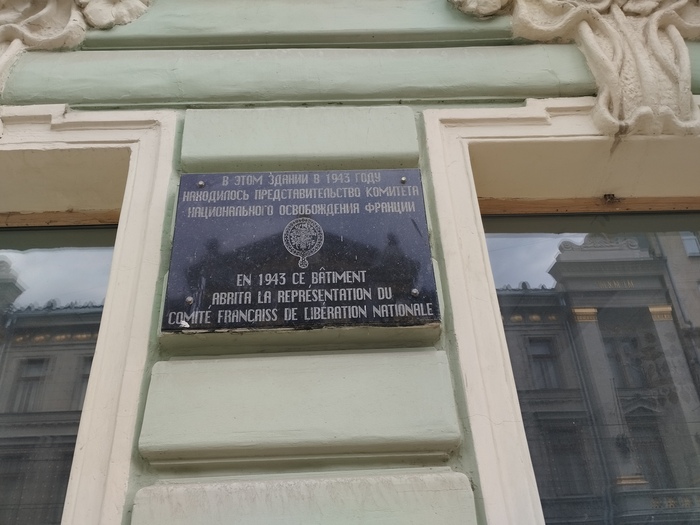 В ЭТОМ ЗДАНИИ В 1943 ГОДУ
НАХОДИЛОСЬ ПРЕДСТАВИТЕЛЬСТВО КОМИТЕТА
НАЦИОНАЛЬНОГО ОСВОБОЖДЕНИЯ ФРАНЦИИ
EN 1943 CE BÂTIMENT
ABRITA LA REPRÉSENTATION DU
COMITÉ FRANCAISS DE LIBÉRATION NATIONALE